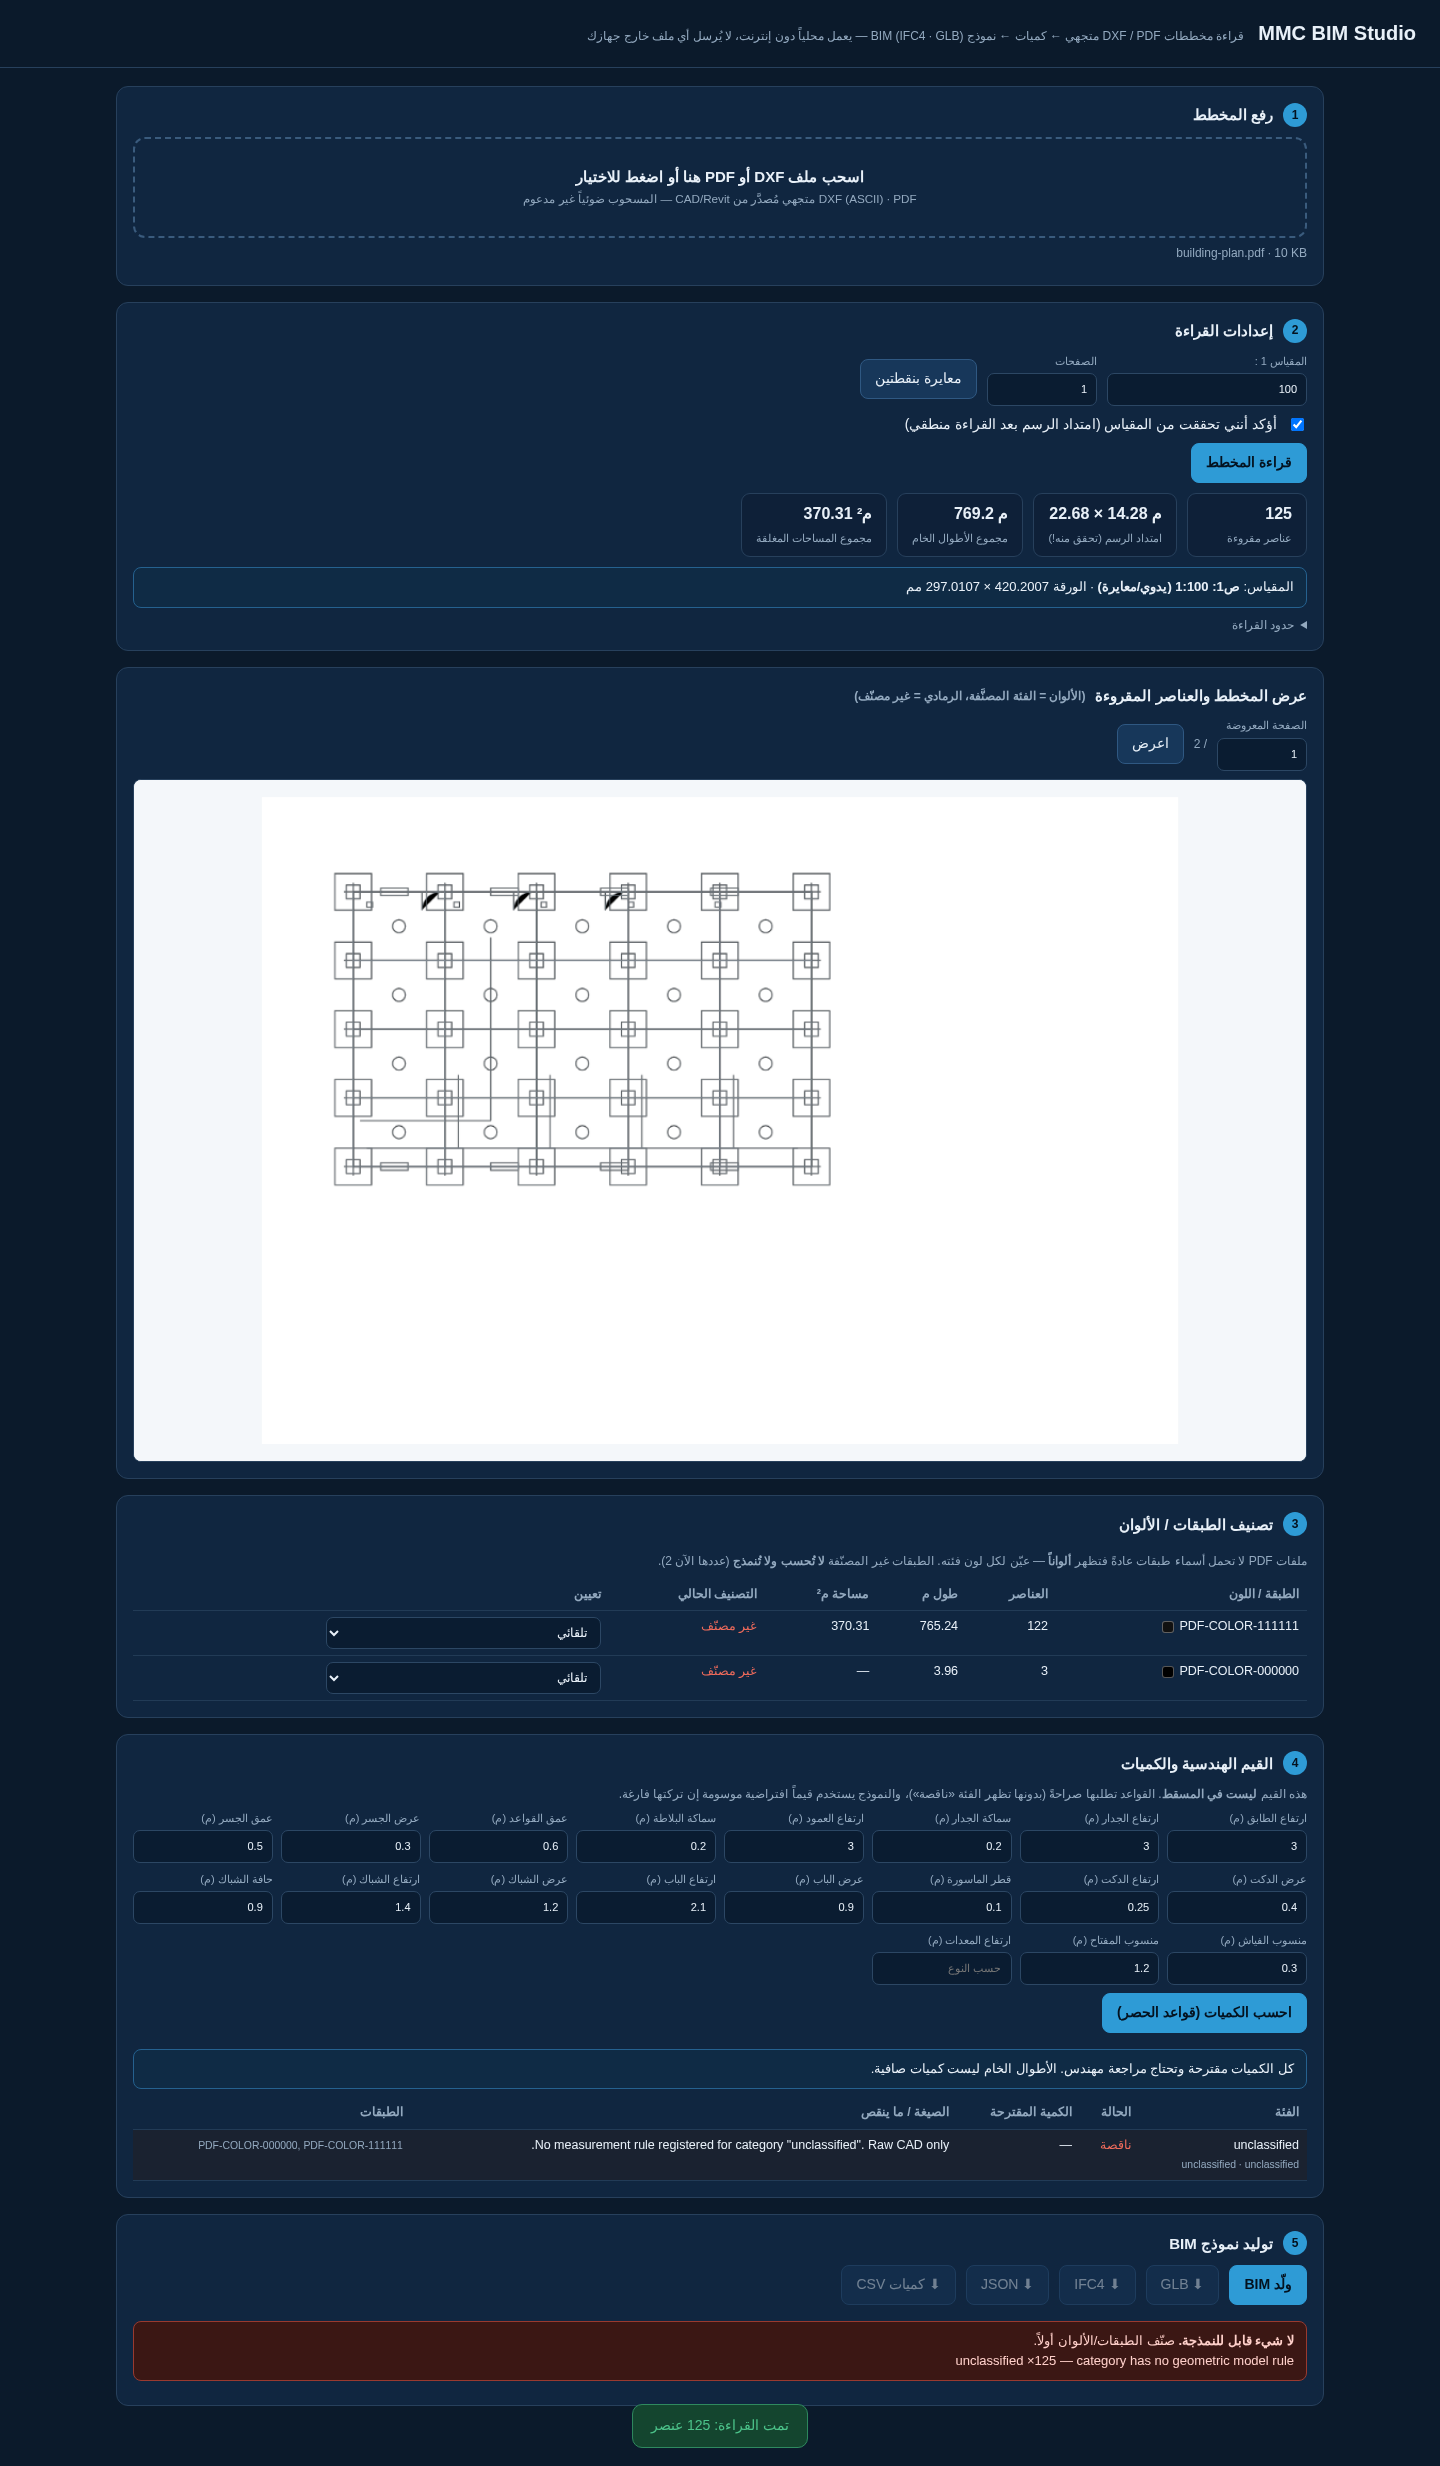 MMC BIM Studio قراءة مخططات DXF / PDF متجهي ← كميات ← نموذج BIM (IFC4 · GLB) — يعمل محلياً دون إنترنت، لا يُرسل أي ملف خارج جهازك
1 رفع المخطط
اسحب ملف DXF أو PDF هنا أو اضغط للاختيار
DXF (ASCII) · PDF متجهي مُصدَّر من CAD/Revit — المسحوب ضوئياً غير مدعوم
building-plan.pdf · 10 KB
2 إعدادات القراءة
المقياس 1 : الصفحات
100 1 معايرة بنقطتين
أؤكد أنني تحققت من المقياس (امتداد الرسم بعد القراءة منطقي)
قراءة المخطط
125 22.68 × 14.28 م 769.2 م 370.31 م²
عناصر مقروءة امتداد الرسم (تحقق منه!) مجموع الأطوال الخام مجموع المساحات المغلقة
المقياس: ص1: 1:100 (يدوي/معايرة) · الورقة 420.2007 × 297.0107 مم
◀ حدود القراءة
عرض المخطط والعناصر المقروءة (الألوان = الفئة المصنَّفة، الرمادي = غير مصنّف)
الصفحة المعروضة
1 / 2 اعرض
3 تصنيف الطبقات / الألوان
ملفات PDF لا تحمل أسماء طبقات عادةً فتظهر ألواناً — عيّن لكل لون فئته. الطبقات غير المصنّفة لا تُحسب ولا تُنمذج (عددها الآن 2).
الطبقة / اللون العناصر طول م مساحة م² التصنيف الحالي تعيين
PDF-COLOR-111111 122 765.24 370.31 غير مصنّف تلقائي
PDF-COLOR-000000 3 3.96 — غير مصنّف تلقائي
4 القيم الهندسية والكميات
هذه القيم ليست في المسقط. القواعد تطلبها صراحةً (بدونها تظهر الفئة «ناقصة»)، والنموذج يستخدم قيماً افتراضية موسومة إن تركتها فارغة.
ارتفاع الطابق (م) ارتفاع الجدار (م) سماكة الجدار (م) ارتفاع العمود (م) سماكة البلاطة (م) عمق القواعد (م) عرض الجسر (م) عمق الجسر (م)
3 3 0.2 3 0.2 0.6 0.3 0.5
عرض الدكت (م) ارتفاع الدكت (م) قطر الماسورة (م) عرض الباب (م) ارتفاع الباب (م) عرض الشباك (م) ارتفاع الشباك (م) حافة الشباك (م)
0.4 0.25 0.1 0.9 2.1 1.2 1.4 0.9
منسوب الفياش (م) منسوب المفتاح (م) ارتفاع المعدات (م)
0.3 1.2 حسب النوع
احسب الكميات (قواعد الحصر)
كل الكميات مقترحة وتحتاج مراجعة مهندس. الأطوال الخام ليست كميات صافية.
الفئة الحالة الكمية المقترحة الصيغة / ما ينقص الطبقات
unclassified ناقصة — No measurement rule registered for category "unclassified". Raw CAD only. PDF-COLOR-000000, PDF-COLOR-111111
unclassified · unclassified
5 توليد نموذج BIM
ولّد BIM ⬇ GLB ⬇ IFC4 ⬇ JSON ⬇ كميات CSV
لا شيء قابل للنمذجة. صنّف الطبقات/الألوان أولاً.
unclassified ×125 — category has no geometric model rule
تمت القراءة: 125 عنصر